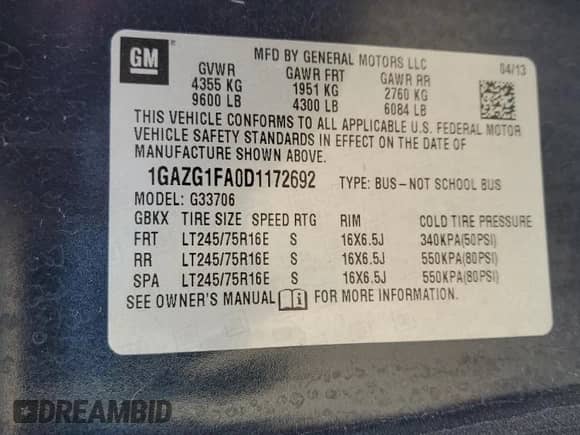 GM
MFD BY GENERAL MOTORS LLC 04/13
GVWR GAWR FRT GAWR RR
4355 KG 1951 KG 2760 KG
9600 LB 4300 LB 6084 LB
THIS VEHICLE CONFORMS TO ALL APPLICABLE U.S. FEDERAL MOTOR
VEHICLE SAFETY STANDARDS IN EFFECT ON THE DATE OF
MANUFACTURE SHOWN ABOVE.
1GAZG1FA0D1172692 TYPE: BUS-NOT SCHOOL BUS
MODEL: G33706
GBKX TIRE SIZE SPEED RTG RIM COLD TIRE PRESSURE
FRT LT245/75R16E S 16X6.5J 340KPA(50PSI)
RR LT245/75R16E S 16X6.5J 550KPA(80PSI)
SPA LT245/75R16E S 16X6.5J 550KPA(80PSI)
SEE OWNER'S MANUAL FOR MORE INFORMATION.
DREAMBID